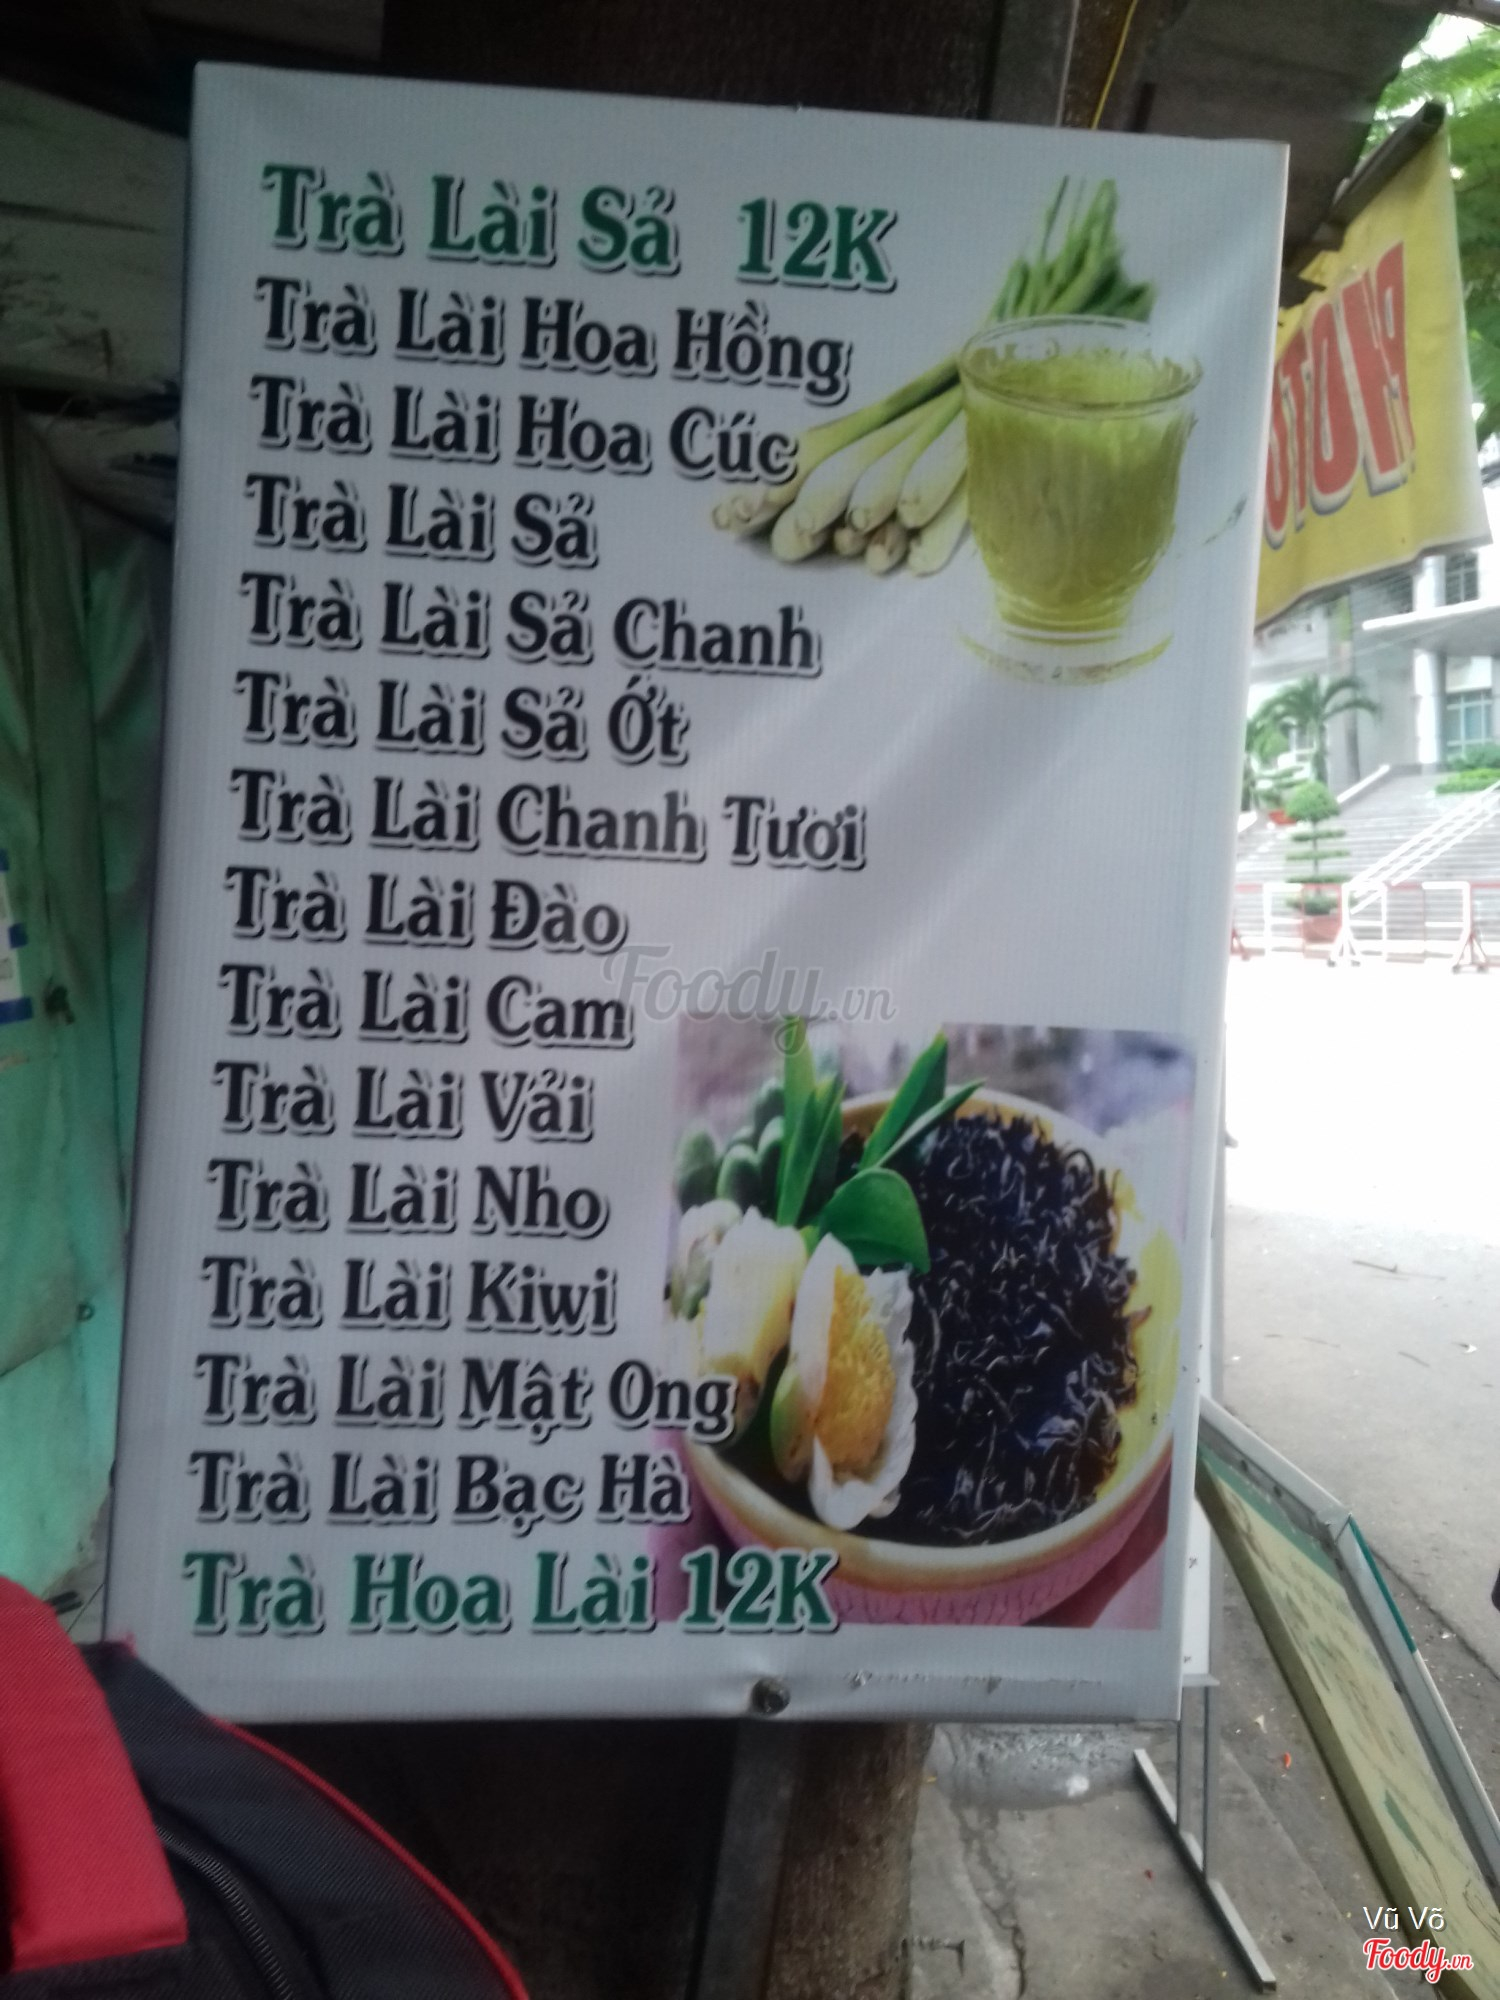 Trà Lài Sả 12K
Trà Lài Hoa Hồng
Trà Lài Hoa Cúc
Trà Lài Sả
Trà Lài Sả Chanh
Trà Lài Sả Ớt
Trà Lài Chanh Tươi
Trà Lài Đào
Trà Lài Cam
Trà Lài Vải
Trà Lài Nho
Trà Lài Kiwi
Trà Lài Mật Ong
Trà Lài Bạc Hà
Trà Hoa Lài 12K
Foody.vn
Vũ Võ
Foody.vn